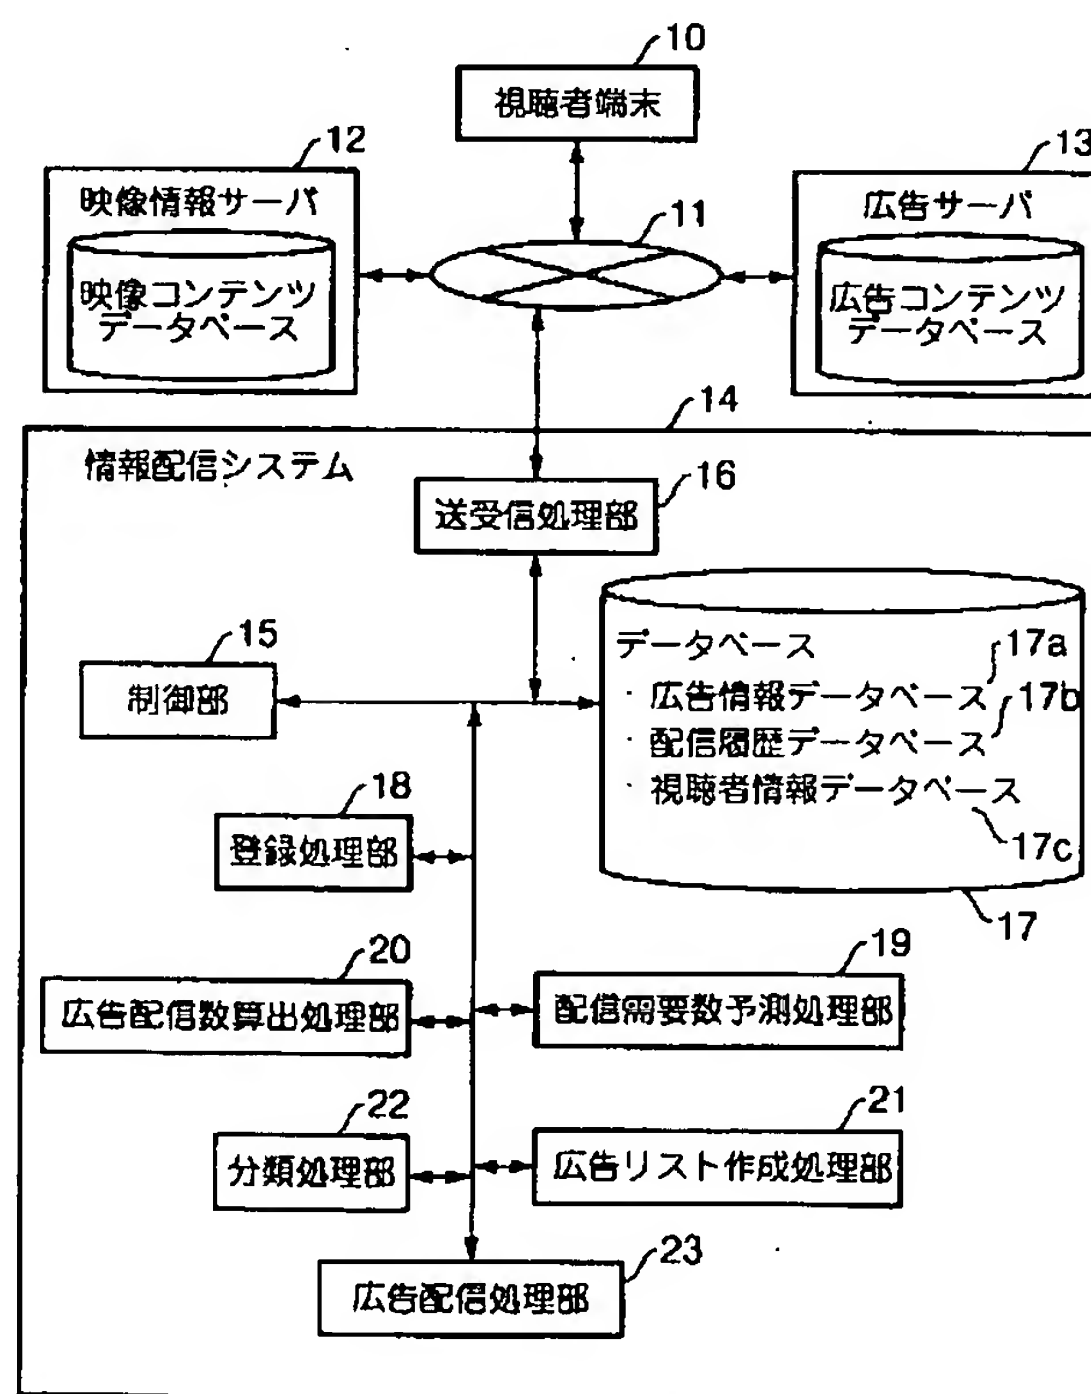 10
視聴者端末
12
映像情報サーバ
映像コンテンツ
データベース
11
13
広告サーバ
広告コンテンツ
データベース
14
情報配信システム
16
送受信処理部
15
制御部
データベース
・広告情報データベース
17a
・配信履歴データベース
17b
・視聴者情報データベース
17c
17
18
登録処理部
20
広告配信数算出処理部
19
配信需要数予測処理部
22
分類処理部
21
広告リスト作成処理部
23
広告配信処理部